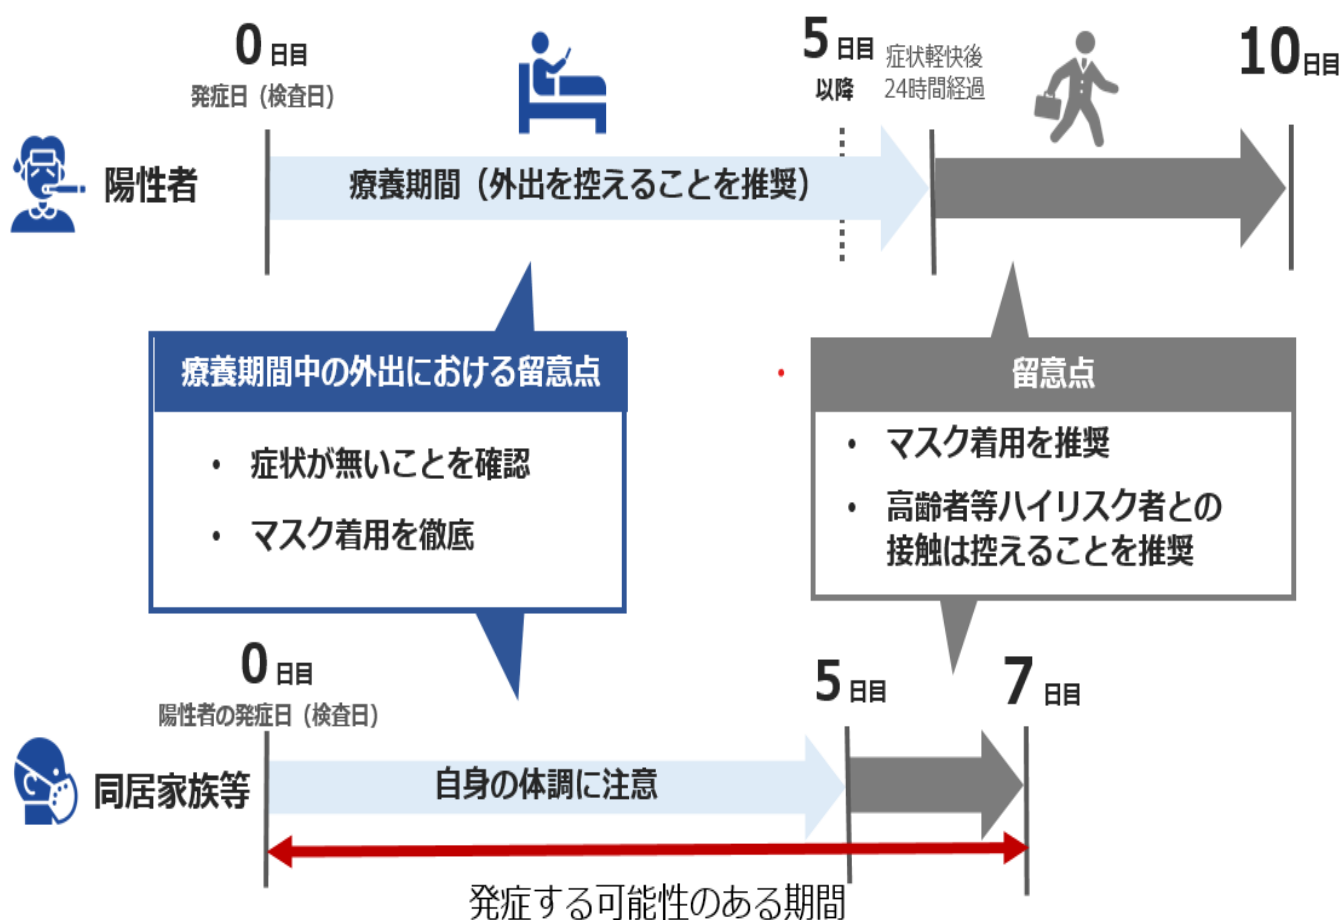 0日目
発症日（検査日）
5日目
以降
症状軽快後
24時間経過
10日目
陽性者
療養期間（外出を控えることを推奨）
療養期間中の外出における留意点
・ 症状が無いことを確認
・ マスク着用を徹底
留意点
・ マスク着用を推奨
・ 高齢者等ハイリスク者との
接触は控えることを推奨
0日目
陽性者の発症日（検査日）
5日目
7日目
同居家族等
自身の体調に注意
発症する可能性のある期間